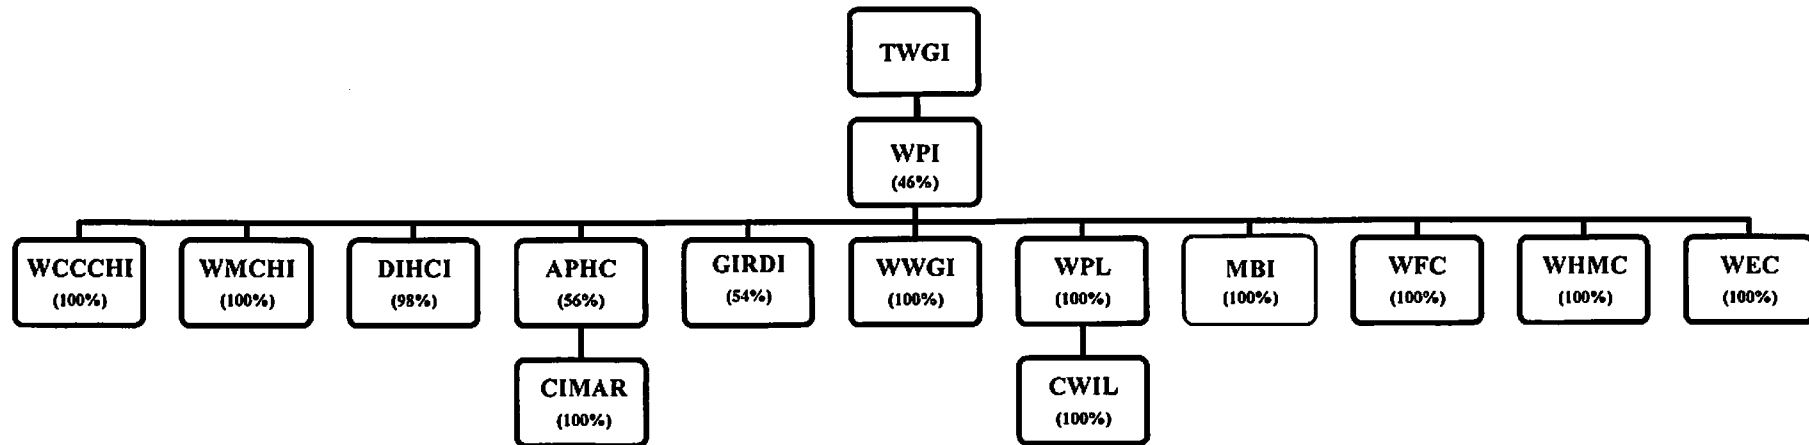 TWGI
WPI
(46%)
WCCCHI
(100%)
WMCHI
(100%)
DIHCI
(98%)
APHC
(56%)
GIRDI
(54%)
WWGI
(100%)
WPL
(100%)
MBI
(100%)
WFC
(100%)
WHMC
(100%)
WEC
(100%)
CIMAR
(100%)
CWIL
(100%)